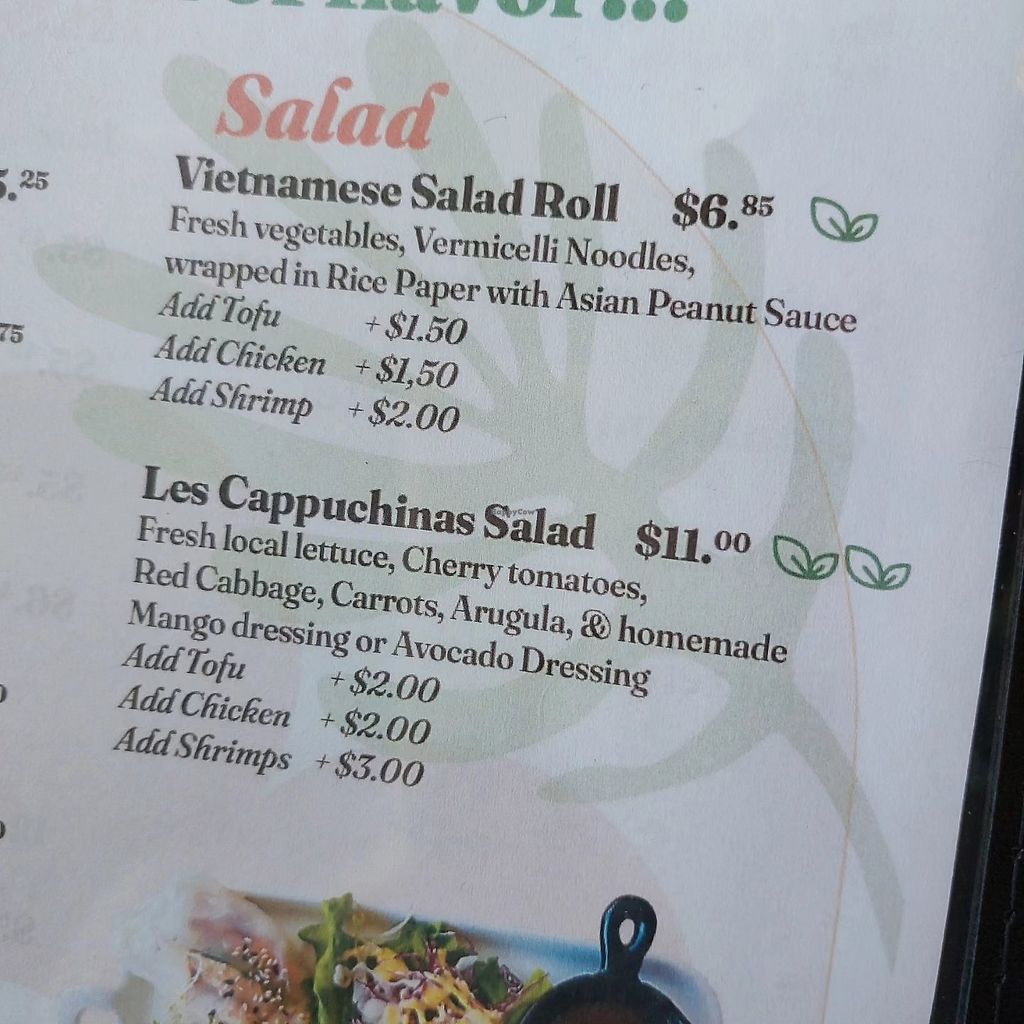 Salad
Vietnamese Salad Roll $6.85
Fresh vegetables, Vermicelli Noodles,
wrapped in Rice Paper with Asian Peanut Sauce
Add Tofu +$1.50
Add Chicken +$1,50
Add Shrimp +$2.00
Les Cappuchinas Salad $11.00
Fresh local lettuce, Cherry tomatoes,
Red Cabbage, Carrots, Arugula, & homemade
Mango dressing or Avocado Dressing
Add Tofu +$2.00
Add Chicken +$2.00
Add Shrimps +$3.00
.25
75
HappyCow